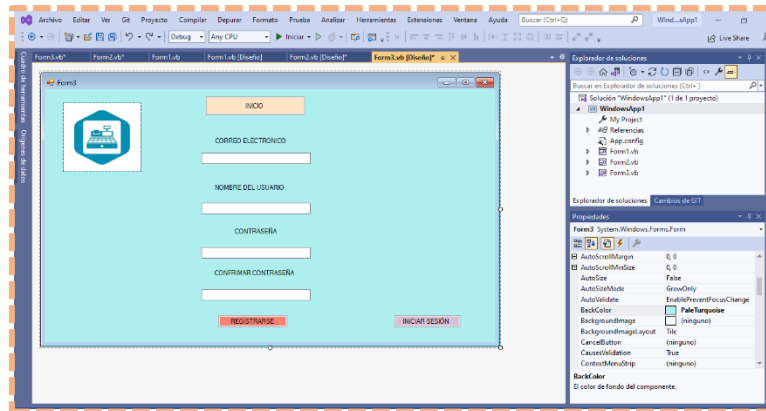 Archivo Editar Ver Git Proyecto Compilar Depurar Formato Prueba Analizar Herramientas Extensiones Ventana Ayuda Buscar (Ctrl+Q) Wind...sApp1
Debug Any CPU Iniciar Live Share
Form3.vb* Form2.vb* Form1.vb Form1.vb [Diseño] Form2.vb [Diseño]* Form3.vb [Diseño]*
Cuadro de herramientas Orígenes de datos
Form3
INICIO
CORREO ELECTRONICO
NOMBRE DEL USUARIO
CONTRASEÑA
CONFRIMAR CONTRASEÑA
REGISTRARSE INICIAR SESIÓN
Explorador de soluciones
Buscar en Explorador de soluciones (Ctrl+')
Solución "WindowsApp1" (1 de 1 proyecto)
WindowsApp1
My Project
Referencias
App.config
Form1.vb
Form2.vb
Form3.vb
Explorador de soluciones Cambios de GIT
Propiedades
Form3 System.Windows.Forms.Form
AutoScrollMargin 0, 0
AutoScrollMinSize 0, 0
AutoSize False
AutoSizeMode GrowOnly
AutoValidate EnablePreventFocusChange
BackColor PaleTurquoise
BackgroundImage (ninguno)
BackgroundImageLayout Tile
CancelButton (ninguno)
CausesValidation True
ContextMenuStrip (ninguno)
BackColor
El color de fondo del componente.